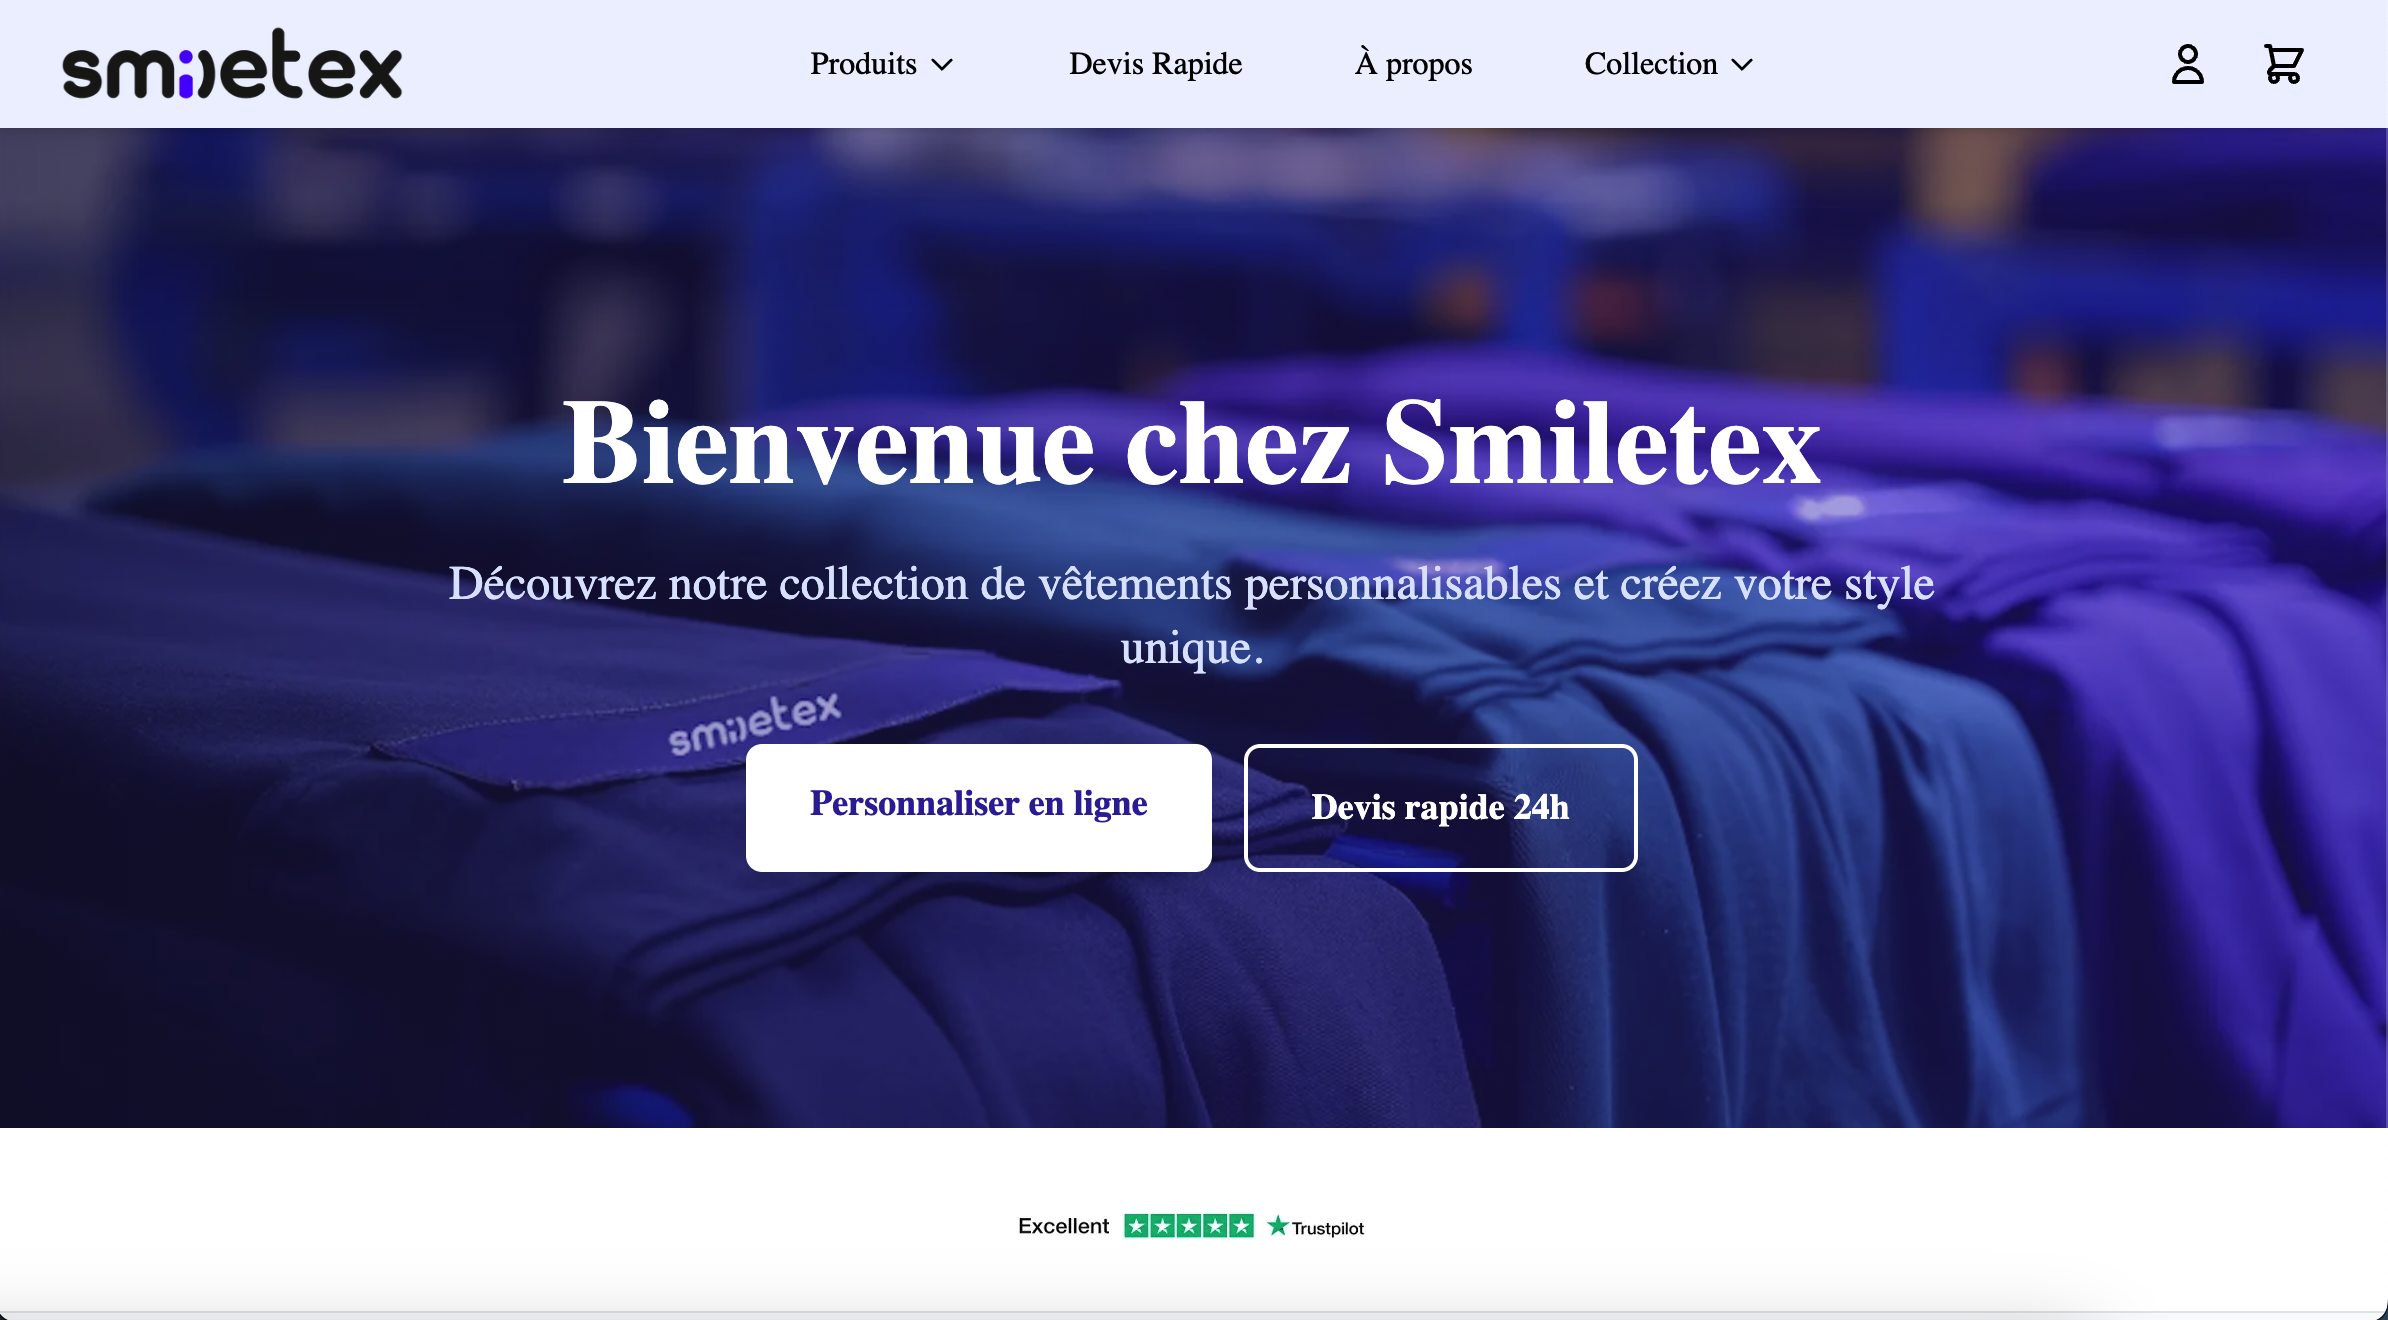 smiletex
Produits
Devis Rapide
À propos
Collection
Bienvenue chez Smiletex
Découvrez notre collection de vêtements personnalisables et créez votre style
unique.
smiletex
Personnaliser en ligne
Devis rapide 24h
Excellent
Trustpilot